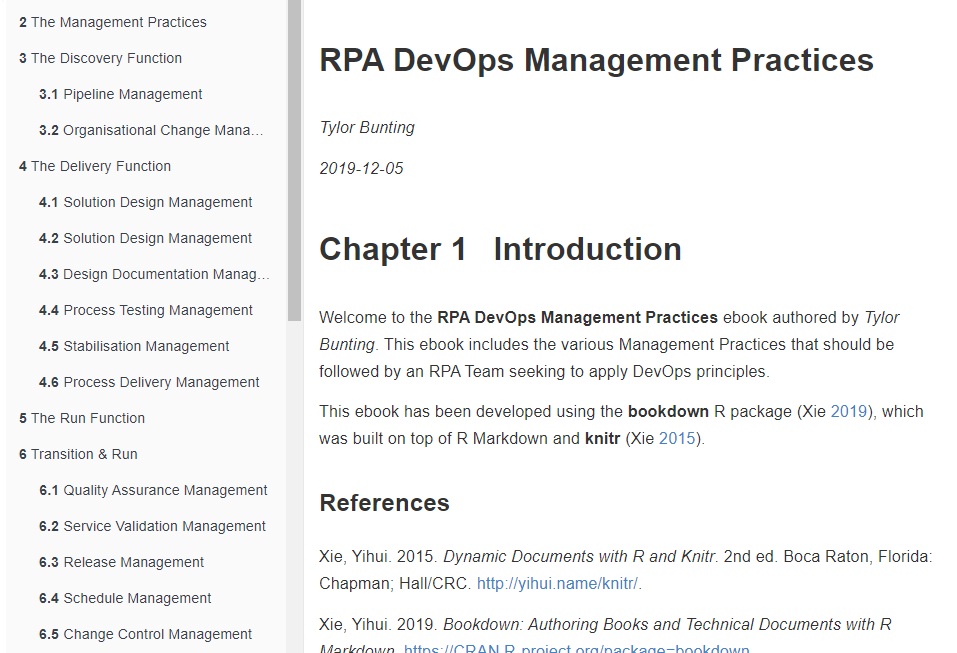 2 The Management Practices
3 The Discovery Function
3.1 Pipeline Management
3.2 Organisational Change Mana…
4 The Delivery Function
4.1 Solution Design Management
4.2 Solution Design Management
4.3 Design Documentation Manag…
4.4 Process Testing Management
4.5 Stabilisation Management
4.6 Process Delivery Management
5 The Run Function
6 Transition & Run
6.1 Quality Assurance Management
6.2 Service Validation Management
6.3 Release Management
6.4 Schedule Management
6.5 Change Control Management
RPA DevOps Management Practices
Tylor Bunting
2019-12-05
Chapter 1 Introduction
Welcome to the RPA DevOps Management Practices ebook authored by Tylor
Bunting. This ebook includes the various Management Practices that should be
followed by an RPA Team seeking to apply DevOps principles.
This ebook has been developed using the bookdown R package (Xie 2019), which
was built on top of R Markdown and knitr (Xie 2015).
References
Xie, Yihui. 2015. Dynamic Documents with R and Knitr. 2nd ed. Boca Raton, Florida:
Chapman; Hall/CRC. http://yihui.name/knitr/.
Xie, Yihui. 2019. Bookdown: Authoring Books and Technical Documents with R
Markdown. https://CRAN.R-project.org/package=bookdown.